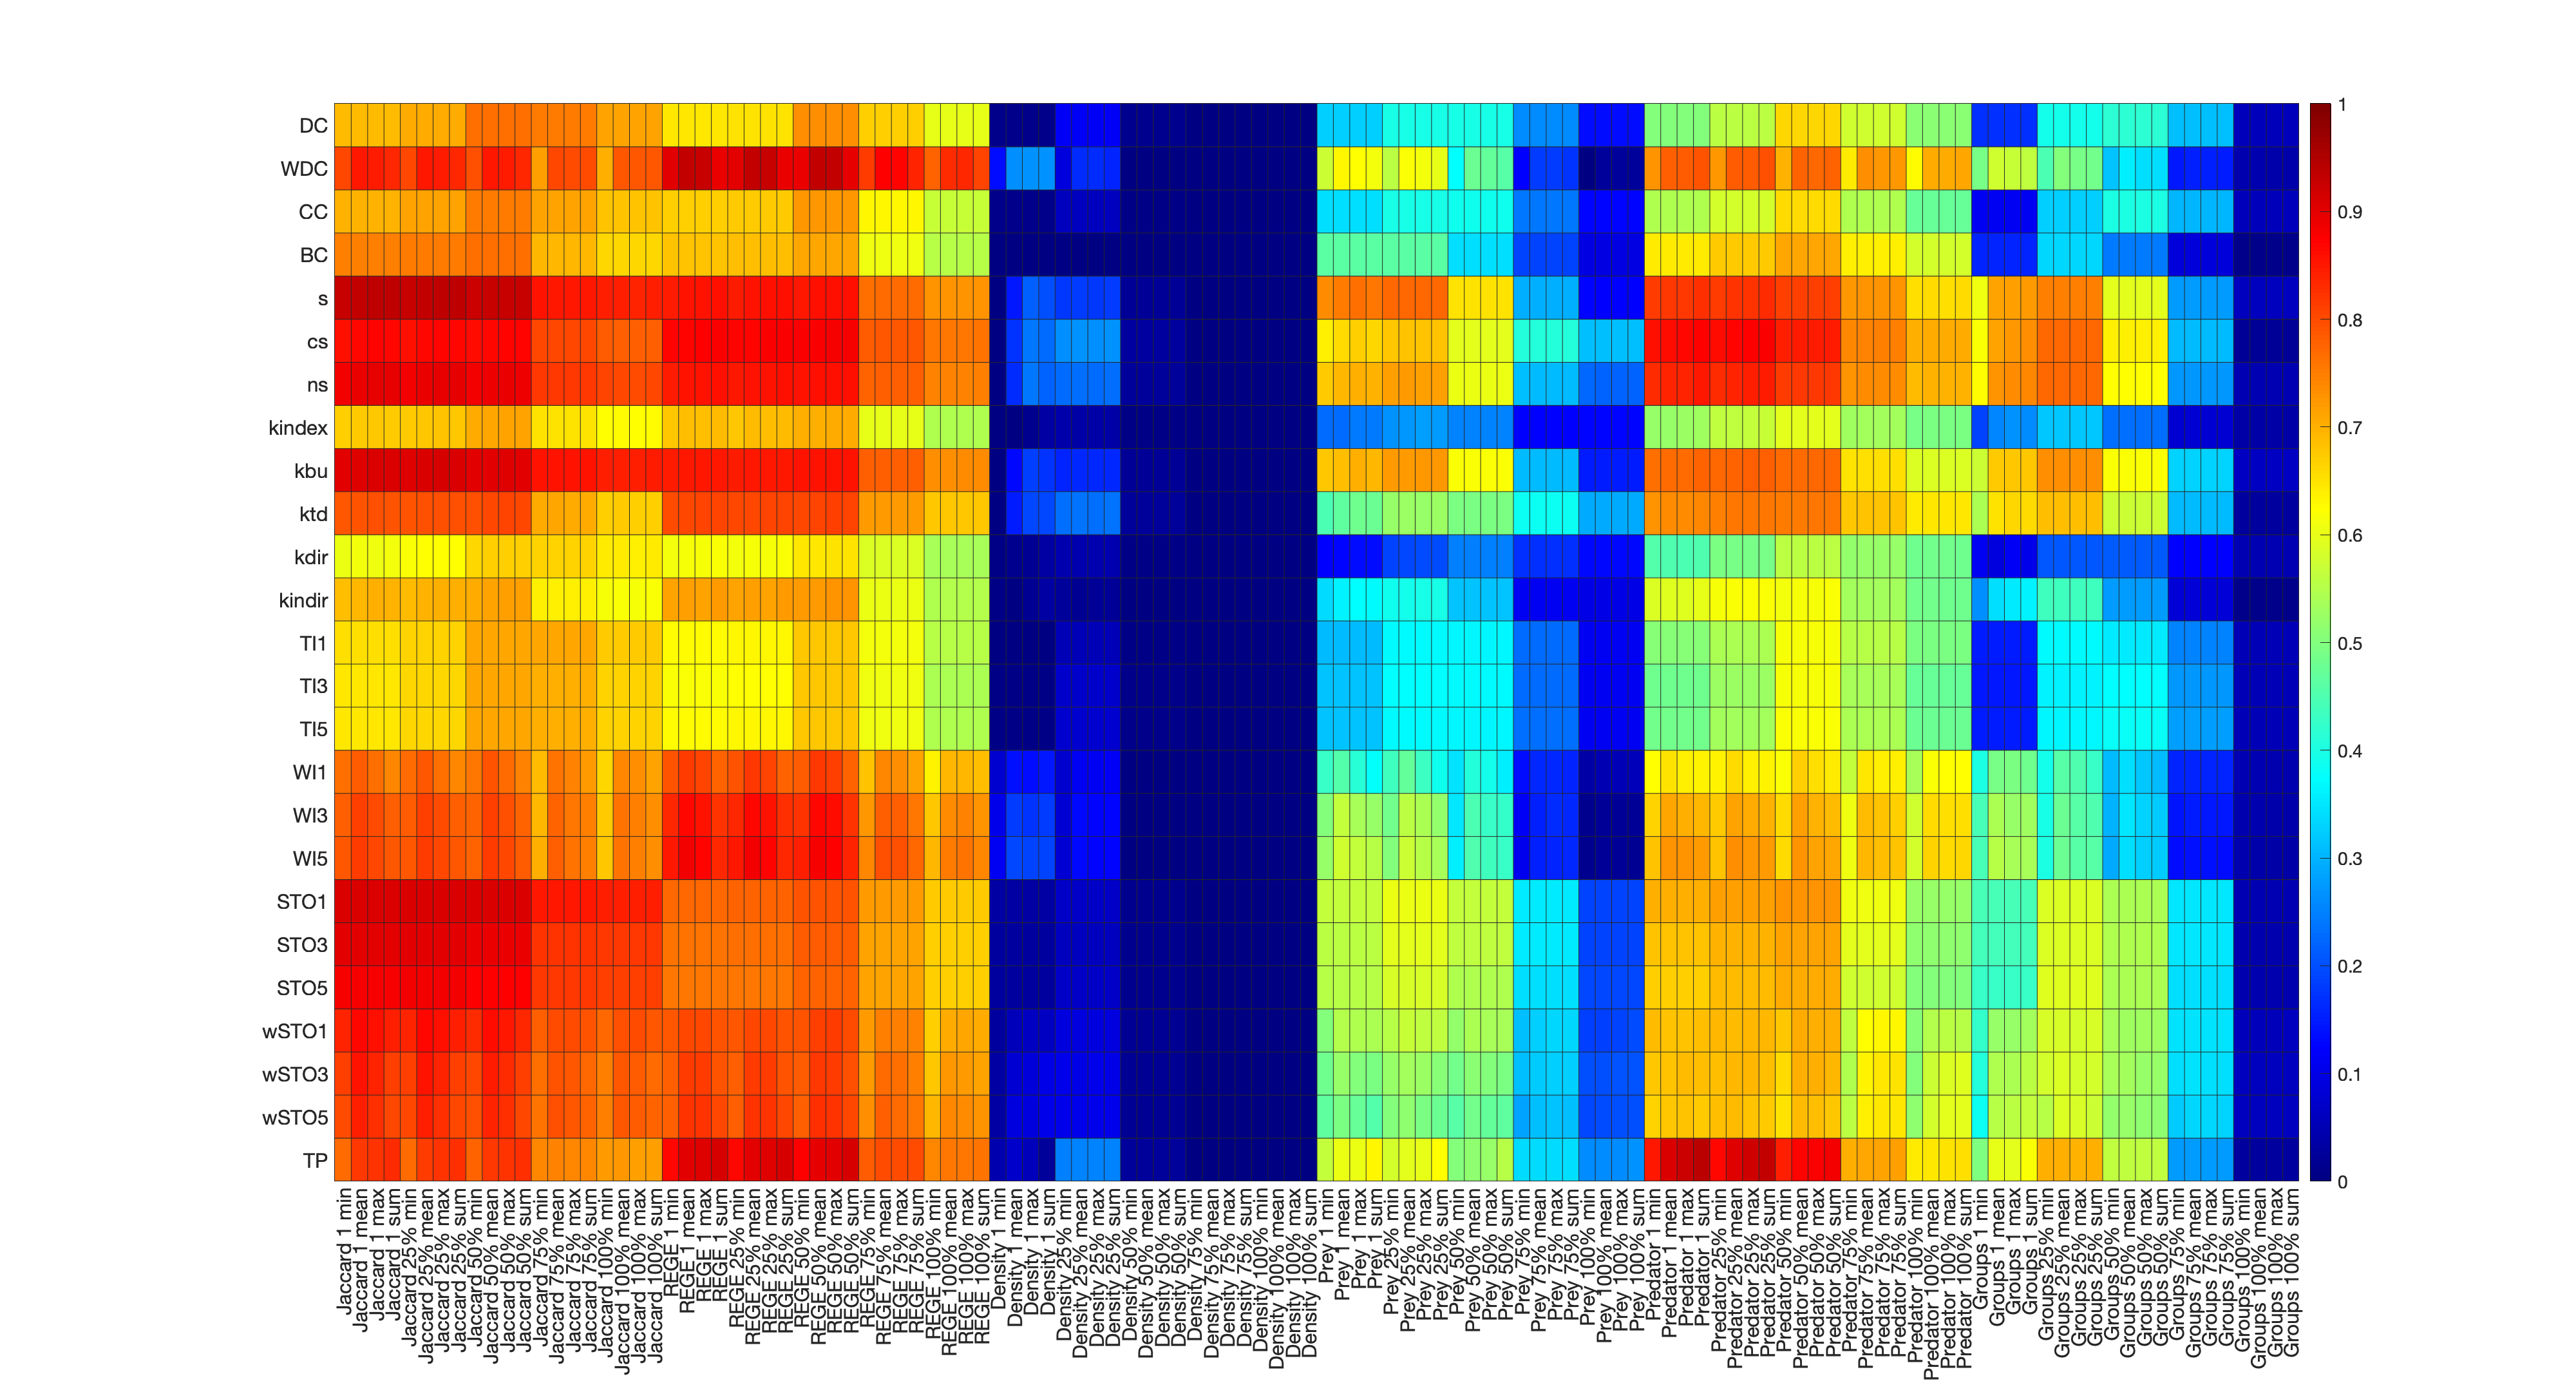 DC
WDC
CC
BC
s
cs
ns
kindex
kbu
ktd
kdir
kindir
TI1
TI3
TI5
WI1
WI3
WI5
STO1
STO3
STO5
wSTO1
wSTO3
wSTO5
TP
Jaccard 1 min
Jaccard 1 mean
Jaccard 1 max
Jaccard 1 sum
Jaccard 25% min
Jaccard 25% mean
Jaccard 25% max
Jaccard 25% sum
Jaccard 50% min
Jaccard 50% mean
Jaccard 50% max
Jaccard 50% sum
Jaccard 75% min
Jaccard 75% mean
Jaccard 75% max
Jaccard 75% sum
Jaccard 100% min
Jaccard 100% mean
Jaccard 100% max
Jaccard 100% sum
REGE 1 min
REGE 1 mean
REGE 1 max
REGE 1 sum
REGE 25% min
REGE 25% mean
REGE 25% max
REGE 25% sum
REGE 50% min
REGE 50% mean
REGE 50% max
REGE 50% sum
REGE 75% min
REGE 75% mean
REGE 75% max
REGE 75% sum
REGE 100% min
REGE 100% mean
REGE 100% max
REGE 100% sum
Density 1 min
Density 1 mean
Density 1 max
Density 1 sum
Density 25% min
Density 25% mean
Density 25% max
Density 25% sum
Density 50% min
Density 50% mean
Density 50% max
Density 50% sum
Density 75% min
Density 75% mean
Density 75% max
Density 75% sum
Density 100% min
Density 100% mean
Density 100% max
Density 100% sum
Prey 1 min
Prey 1 mean
Prey 1 max
Prey 1 sum
Prey 25% min
Prey 25% mean
Prey 25% max
Prey 25% sum
Prey 50% min
Prey 50% mean
Prey 50% max
Prey 50% sum
Prey 75% min
Prey 75% mean
Prey 75% max
Prey 75% sum
Prey 100% min
Prey 100% mean
Prey 100% max
Prey 100% sum
Predator 1 min
Predator 1 mean
Predator 1 max
Predator 1 sum
Predator 25% min
Predator 25% mean
Predator 25% max
Predator 25% sum
Predator 50% min
Predator 50% mean
Predator 50% max
Predator 50% sum
Predator 75% min
Predator 75% mean
Predator 75% max
Predator 75% sum
Predator 100% min
Predator 100% mean
Predator 100% max
Predator 100% sum
Groups 1 min
Groups 1 mean
Groups 1 max
Groups 1 sum
Groups 25% min
Groups 25% mean
Groups 25% max
Groups 25% sum
Groups 50% min
Groups 50% mean
Groups 50% max
Groups 50% sum
Groups 75% min
Groups 75% mean
Groups 75% max
Groups 75% sum
Groups 100% min
Groups 100% mean
Groups 100% max
Groups 100% sum
1
0.9
0.8
0.7
0.6
0.5
0.4
0.3
0.2
0.1
0